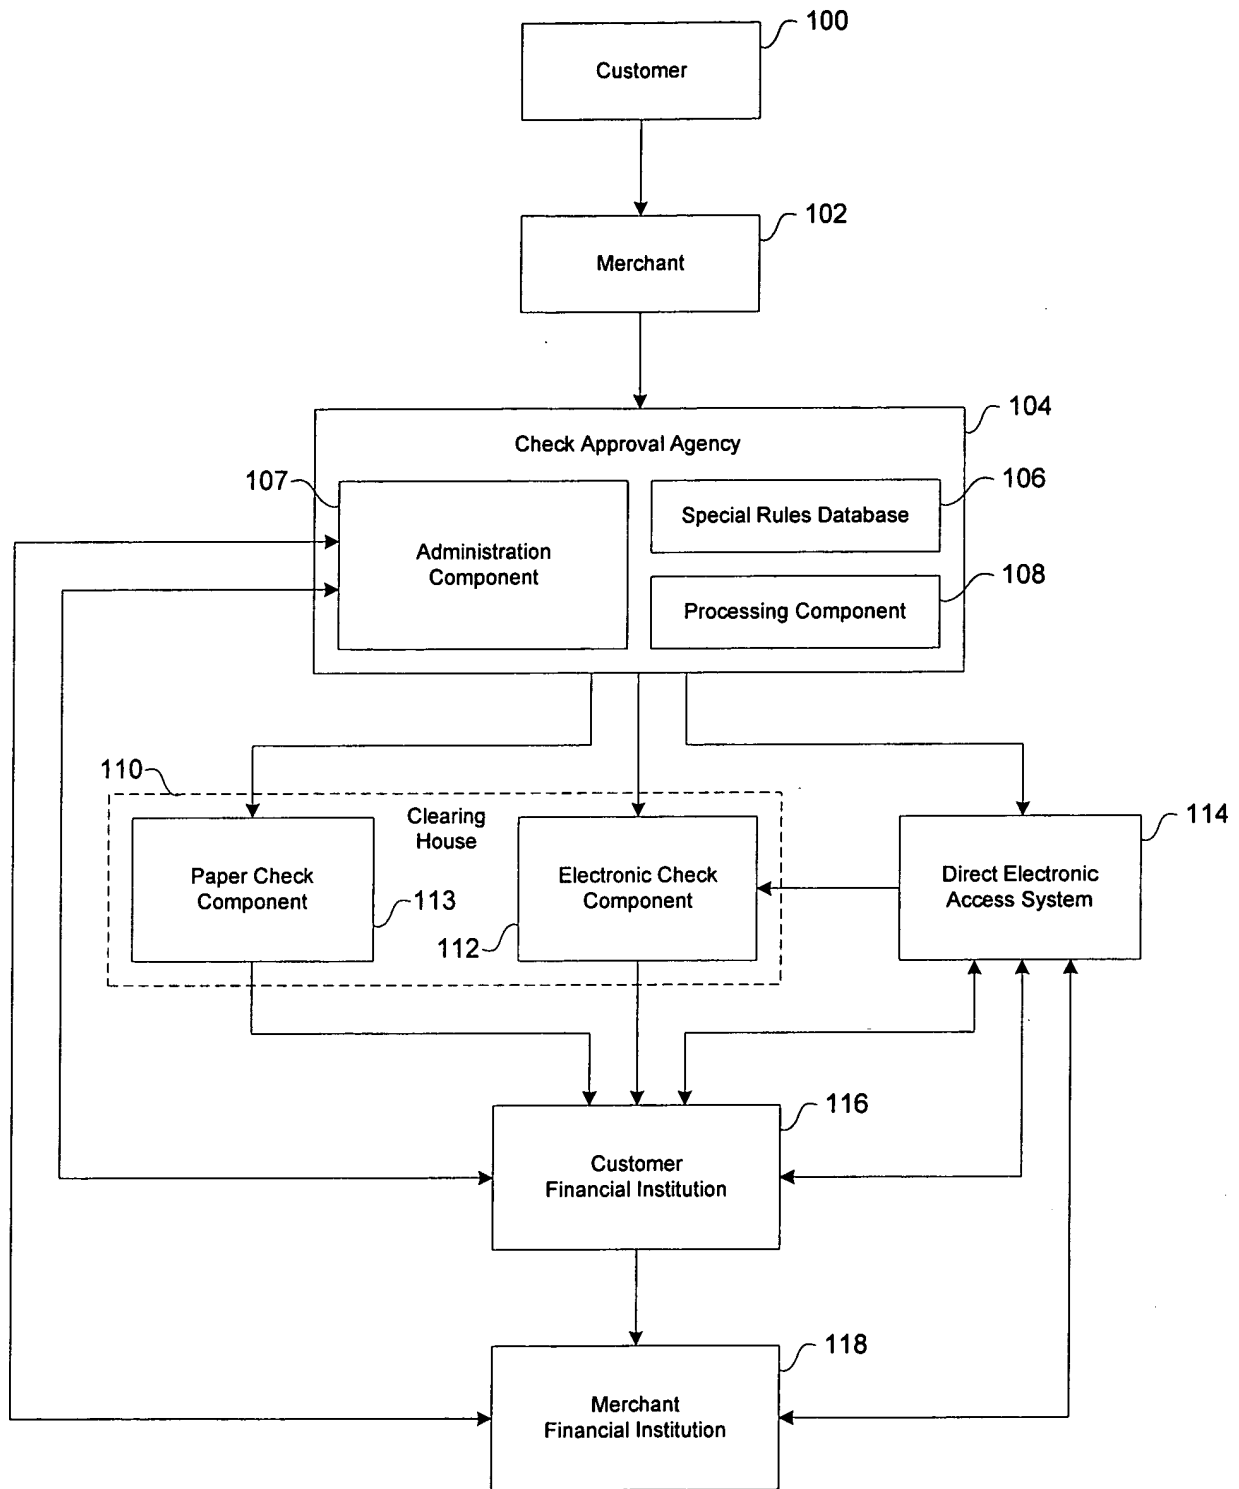 100
Customer
102
Merchant
104
Check Approval Agency
107
106
Special Rules Database
Administration
Component
108
Processing Component
110
Clearing
House
114
Paper Check
Component
113
Electronic Check
Component
112
Direct Electronic
Access System
116
Customer
Financial Institution
118
Merchant
Financial Institution